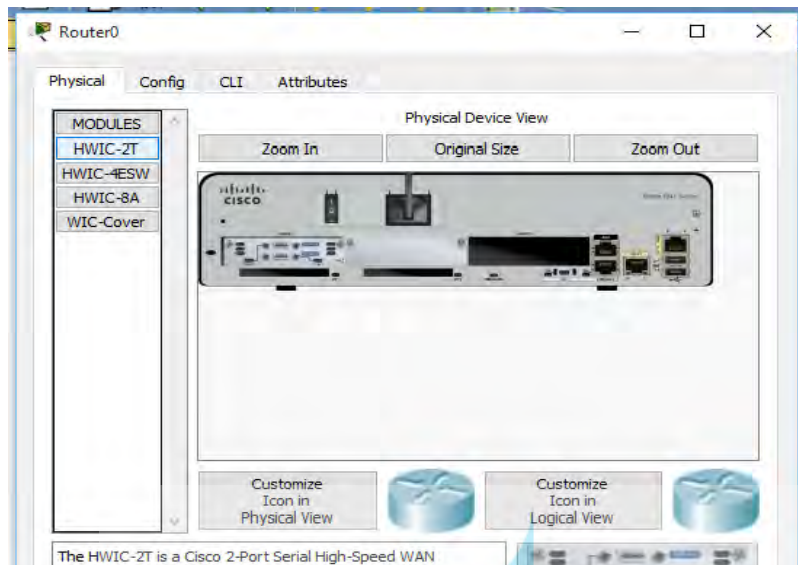 Router0
Physical Config CLI Attributes
MODULES
HWIC-2T
HWIC-4ESW
HWIC-8A
WIC-Cover
Physical Device View
Zoom In Original Size Zoom Out
CISCO
Customize
Icon in
Physical View
Customize
Icon in
Logical View
The HWIC-2T is a Cisco 2-Port Serial High-Speed WAN